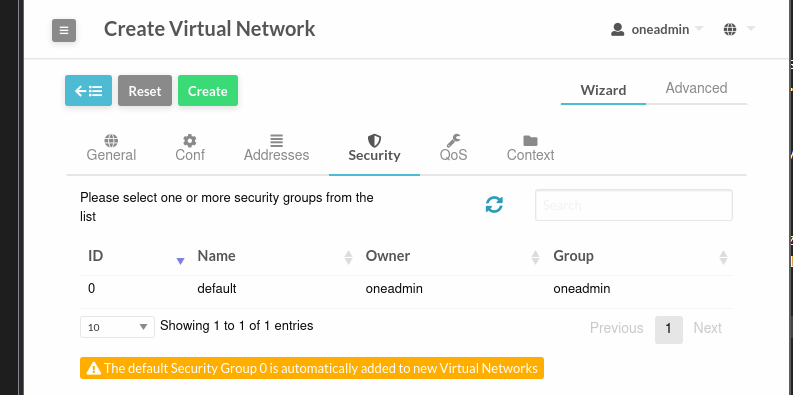 Create Virtual Network
oneadmin
Reset
Create
Wizard
Advanced
General
Conf
Addresses
Security
QoS
Context
Please select one or more security groups from the
list
Search
ID Name Owner Group
0 default oneadmin oneadmin
10 Showing 1 to 1 of 1 entries
Previous 1 Next
The default Security Group 0 is automatically added to new Virtual Networks